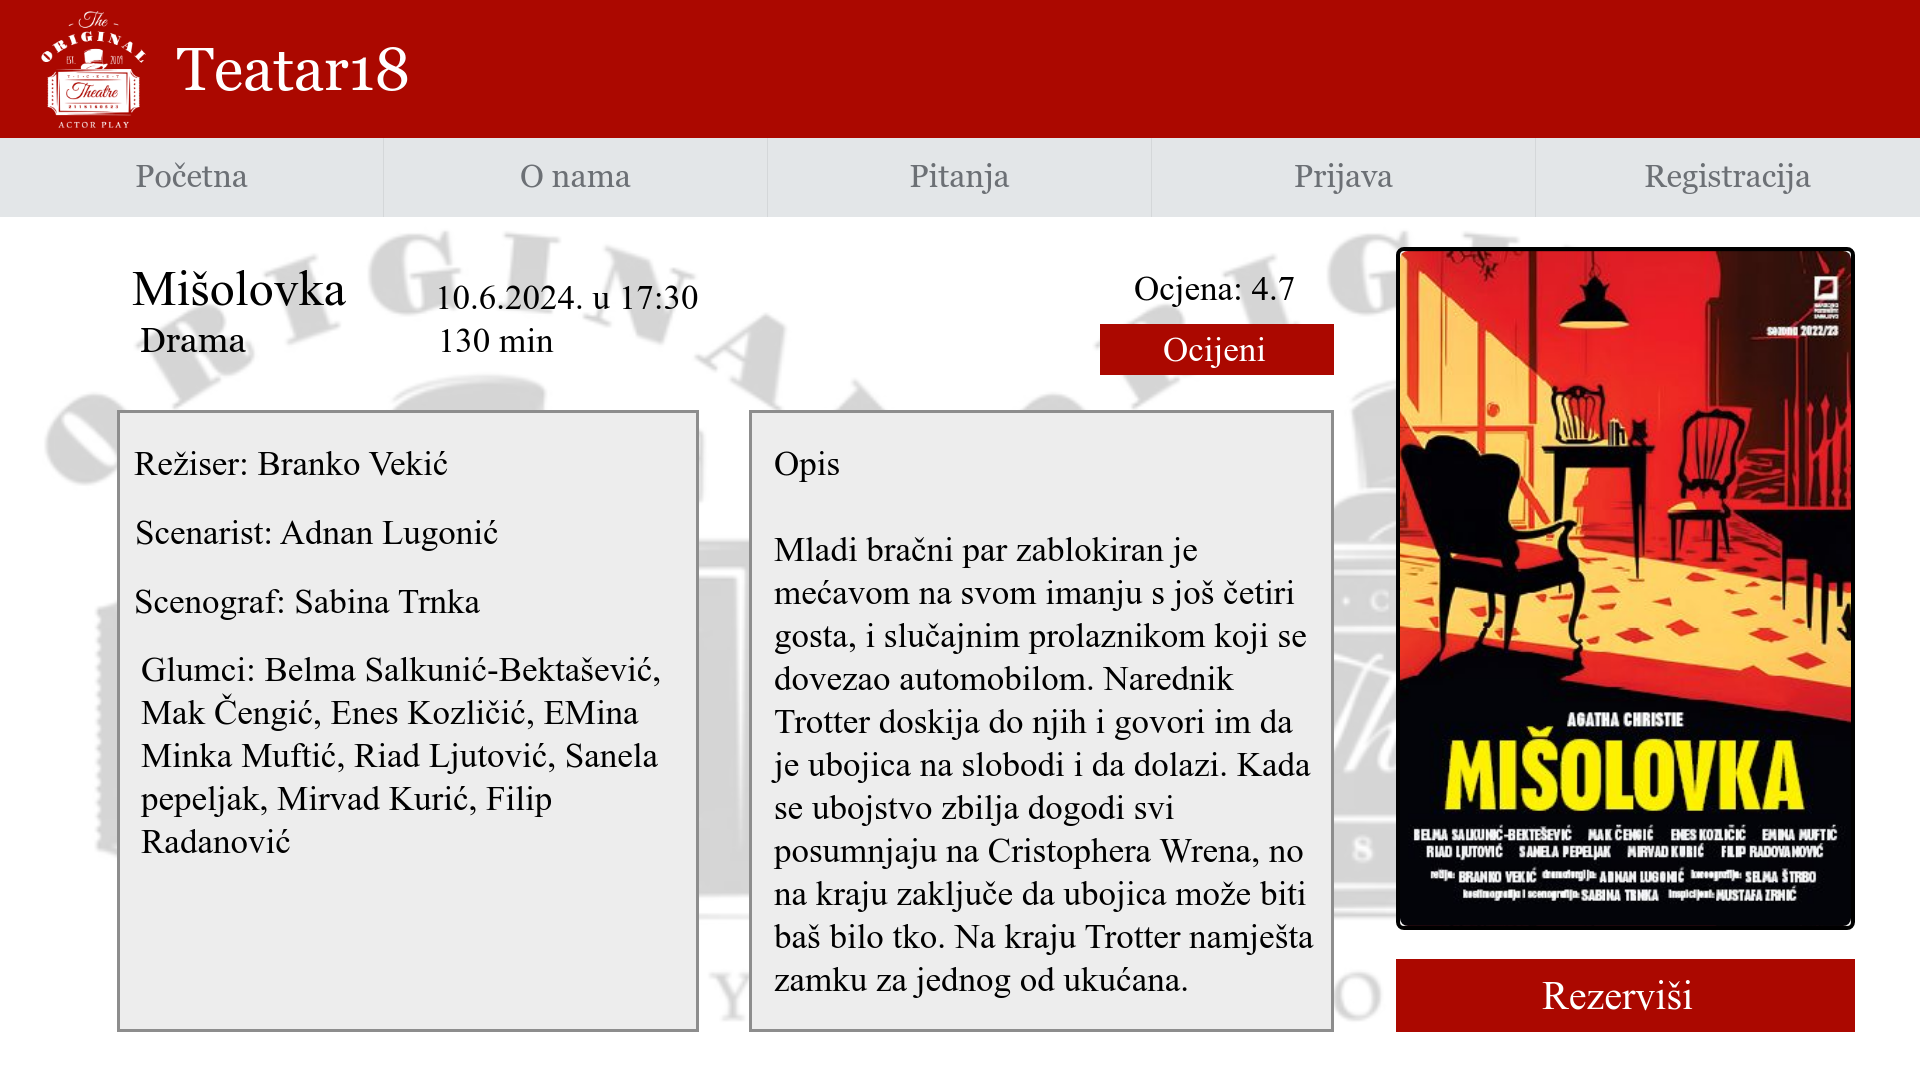 The
ORIGINAL
EST. 2001
TICKET
Theatre
ACTOR PLAY
Teatar18
Početna
O nama
Pitanja
Prijava
Registracija
Mišolovka
10.6.2024. u 17:30
Drama
130 min
Ocjena: 4.7
Ocijeni
Režiser: Branko Vekić
Scenarist: Adnan Lugonić
Scenograf: Sabina Trnka
Glumci: Belma Salkunić-Bektašević,
Mak Čengić, Enes Kozličić, EMina
Minka Muftić, Riad Ljutović, Sanela
pepeljak, Mirvad Kurić, Filip
Radanović
Opis
Mladi bračni par zablokiran je
mećavom na svom imanju s još četiri
gosta, i slučajnim prolaznikom koji se
dovezao automobilom. Narednik
Trotter doskija do njih i govori im da
je ubojica na slobodi i da dolazi. Kada
se ubojstvo zbilja dogodi svi
posumnjaju na Cristophera Wrena, no
na kraju zaključe da ubojica može biti
baš bilo tko. Na kraju Trotter namješta
zamku za jednog od ukućana.
sezona 2022/23
AGATHA CHRISTIE
MIŠOLOVKA
BELMA SALKUNIĆ-BEKTEŠEVIĆ MAK ČENGIĆ ENES KOZLIČIĆ EMINA MUFTIĆ
RIAD LJUTOVIĆ SANELA PEPELJAK MIRVAD KURIĆ FILIP RADOVANOVIĆ
režija: BRANKO VEKIĆ dramaturgija: ADNAN LUGONIĆ koreografija: SELMA ŠTRBO
kostimografija i scenografija: SABINA TRNKA inspicijent: MUSTAFA ZRNIĆ
Rezerviši